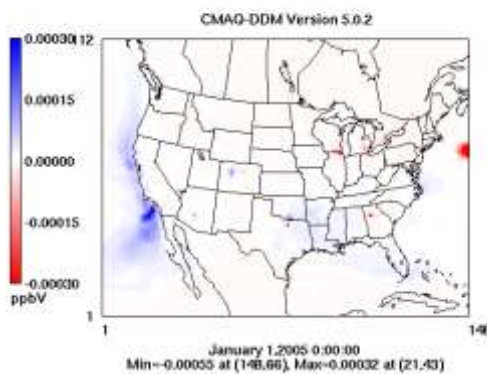 CMAQ-DDM Version 5.0.2
0.00030
112
0.00015
0.00000
-0.00015
-0.00030
ppbV
1
1
148
January 1,2005 0:00:00
Min=-0.00055 at (148,66), Max=0.00032 at (21,43)